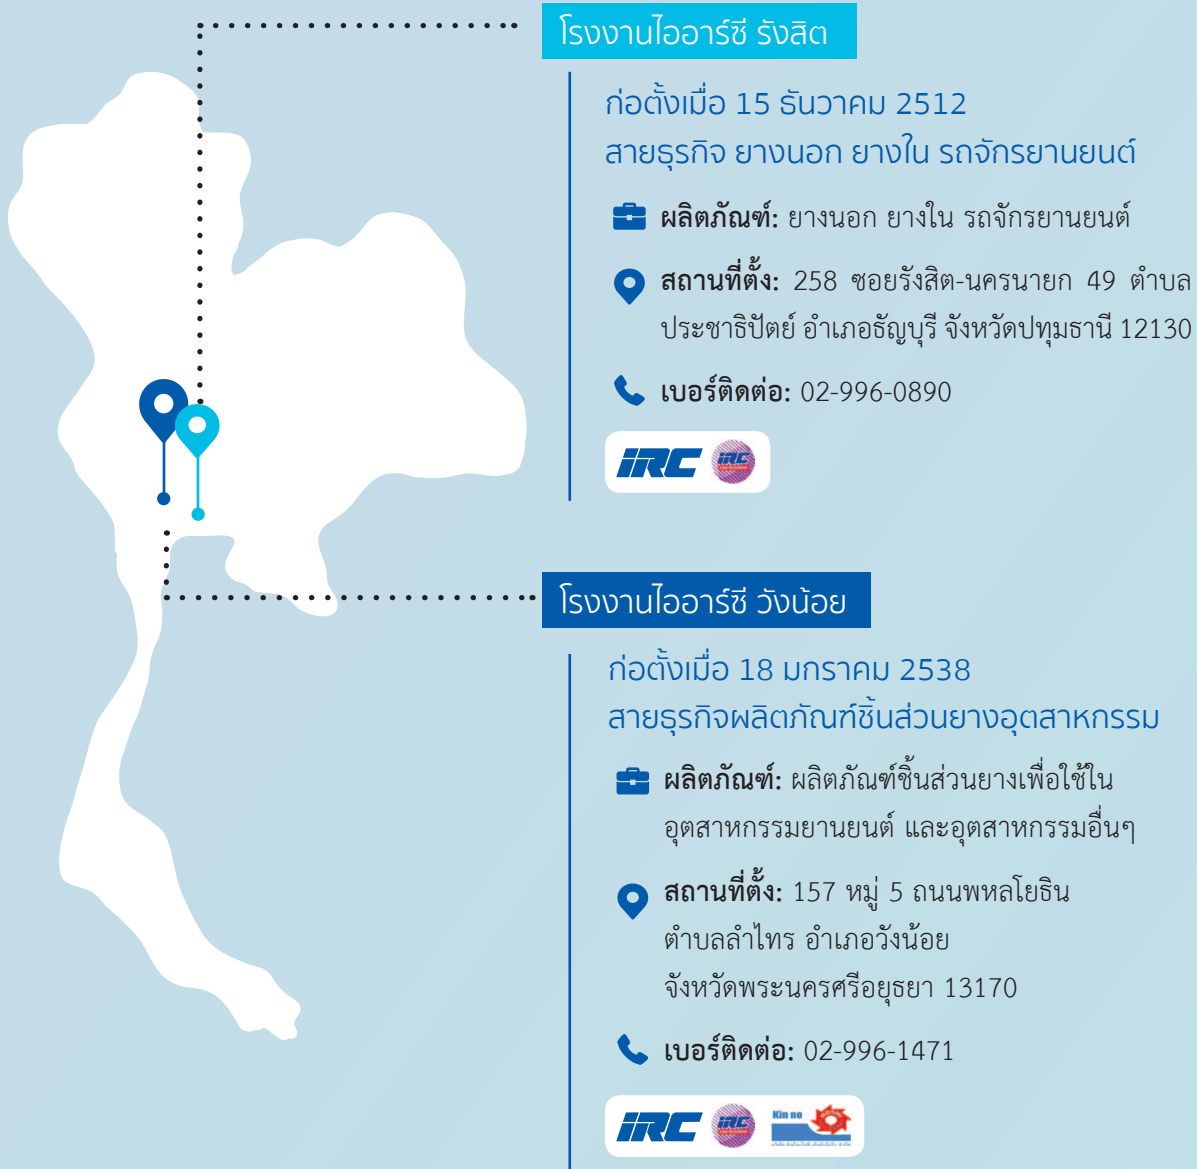 โรงงานไออาร์ซี รังสิต
ก่อตั้งเมื่อ 15 ธันวาคม 2512
สายธุรกิจ ยางนอก ยางใน รถจักรยานยนต์
ผลิตภัณฑ์: ยางนอก ยางใน รถจักรยานยนต์
สถานที่ตั้ง: 258 ซอยรังสิต-นครนายก 49 ตำบล
ประชาธิปัตย์ อำเภอธัญบุรี จังหวัดปทุมธานี 12130
เบอร์ติดต่อ: 02-996-0890
IRC IRC
โรงงานไออาร์ซี วังน้อย
ก่อตั้งเมื่อ 18 มกราคม 2538
สายธุรกิจผลิตภัณฑ์ชิ้นส่วนยางอุตสาหกรรม
ผลิตภัณฑ์: ผลิตภัณฑ์ชิ้นส่วนยางเพื่อใช้ใน
อุตสาหกรรมยานยนต์ และอุตสาหกรรมอื่นๆ
สถานที่ตั้ง: 157 หมู่ 5 ถนนพหลโยธิน
ตำบลลำไทร อำเภอวังน้อย
จังหวัดพระนครศรีอยุธยา 13170
เบอร์ติดต่อ: 02-996-1471
IRC IRC Kin no